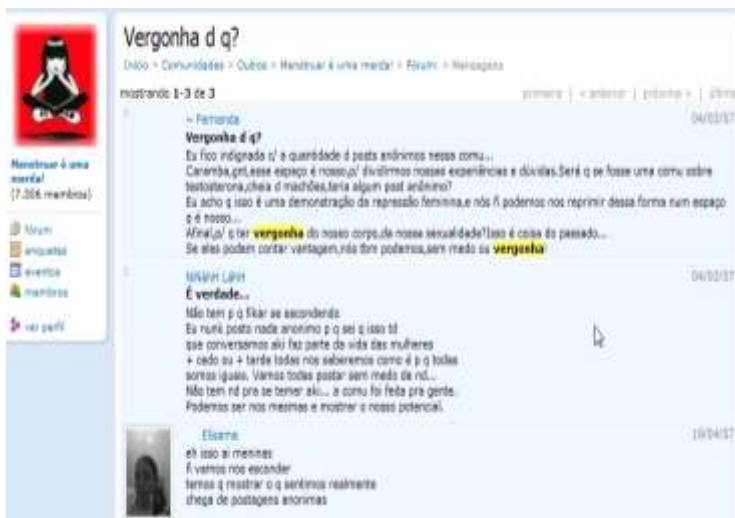 Vergonha d q?
Início > Comunidades > Outros > Menstruar é uma merda! > Fórum: > Mensagens
mostrando 1-3 de 3
primeira | < anterior | próxima > | última
Menstruar é uma
merda!
(7.306 membros)
fórum
enquetes
eventos
membros
ver perfil
~ Fernanda
04/03/07
Vergonha d q?
Eu fico indignada c/ a quantidade d posts anônimos nessa comu...
Caramba,gnt,esse espaço é nosso,p/ dividirmos nossas experiências e dúvidas.Será q se fosse uma comu sobre
testosterona,cheia d machões,teria algum post anônimo?
Eu acho q isso é uma demonstração da repressão feminina,e nós ñ podemos nos reprimir dessa forma num espaço
q é nosso...
Afinal,p/ q ter vergonha do nosso corpo,de nossa sexualidade?Isso é coisa do passado...
Se eles podem contar vantagem,nós tbm podemos,sem medo ou vergonha!
04/03/07
É verdade...
Não tem p q fikar se escondendo
Eu nunk posto nada anonimo p q sei q isso td
que conversamos aki faz parte da vida das mulheres
+ cedo ou + tarde todas nos saberemos como é p q todas
somos iguais. Vamos todas postar sem medo de nd...
Não tem nd pra se temer aki... a comu foi feita pra gente.
Podemos ser nos mesmas e mostrar o nosso potencial.
Elisama
19/04/07
eh isso ai meninas
ñ vamos nos esconder
temos q mostrar o q sentimos realmente
chega de postagens anonimas